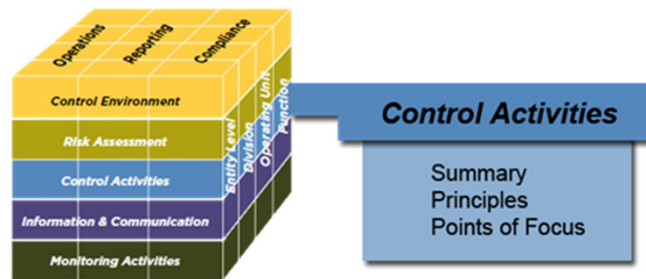 Operations
Reporting
Compliance
Control Environment
Risk Assessment
Control Activities
Information & Communication
Monitoring Activities
Entity Level
Division
Operating Unit
Function
Control Activities
Summary
Principles
Points of Focus